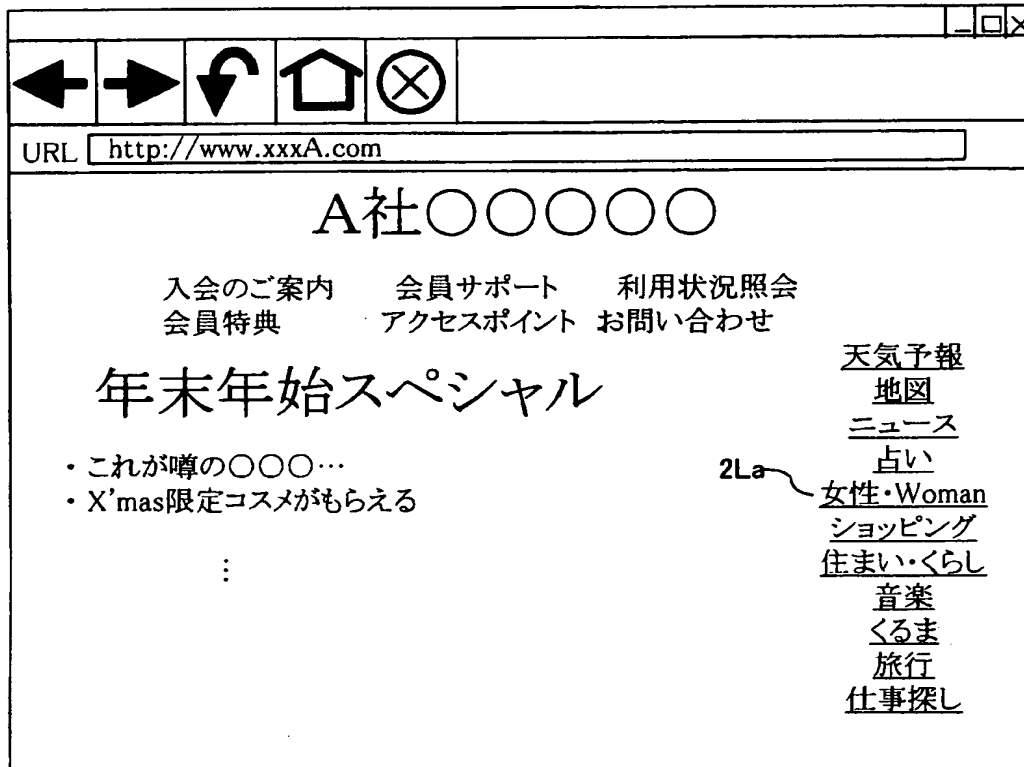 URL http://www.xxxA.com
A社○○○○○
入会のご案内 会員サポート 利用状況照会
会員特典 アクセスポイント お問い合わせ
年末年始スペシャル
・これが噂の○○○…
・X’mas限定コスメがもらえる
⋮
天気予報
地図
ニュース
占い
2La
女性・Woman
ショッピング
住まい・くらし
音楽
くるま
旅行
仕事探し